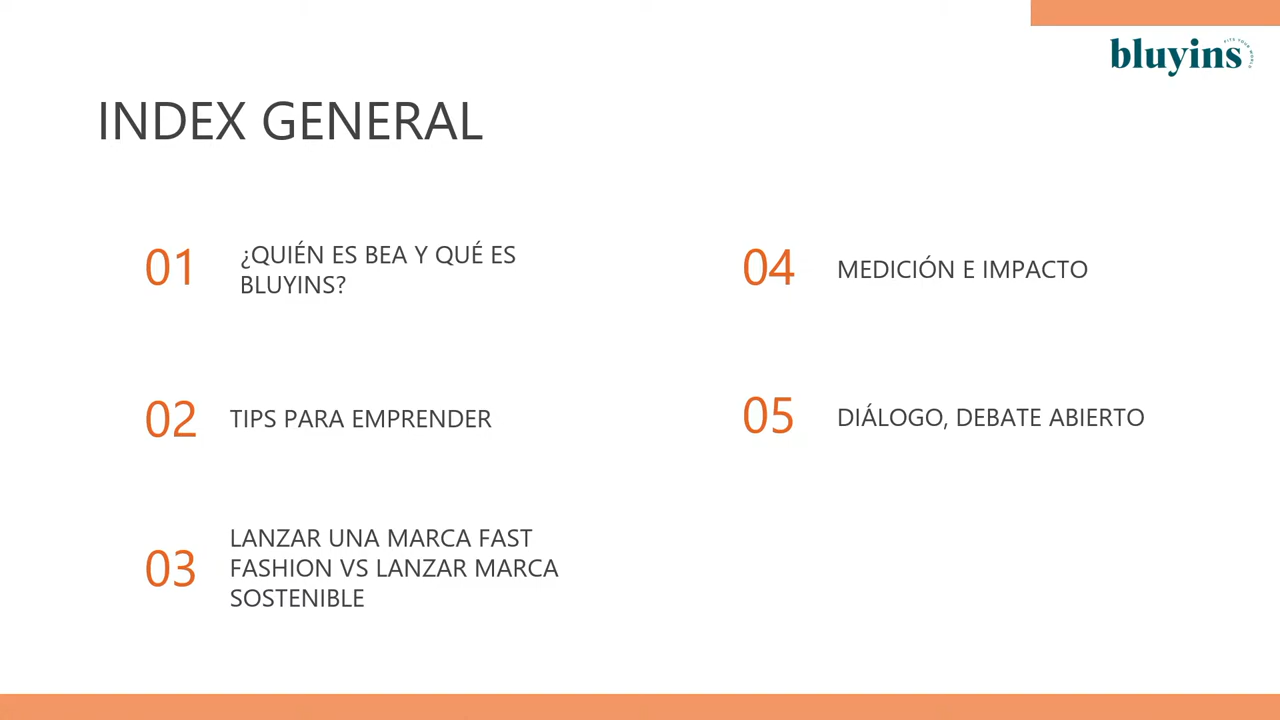 bluyins
INDEX GENERAL
01
¿QUIÉN ES BEA Y QUÉ ES
BLUYINS?
02
TIPS PARA EMPRENDER
03
LANZAR UNA MARCA FAST
FASHION VS LANZAR MARCA
SOSTENIBLE
04
MEDICIÓN E IMPACTO
05
DIÁLOGO, DEBATE ABIERTO